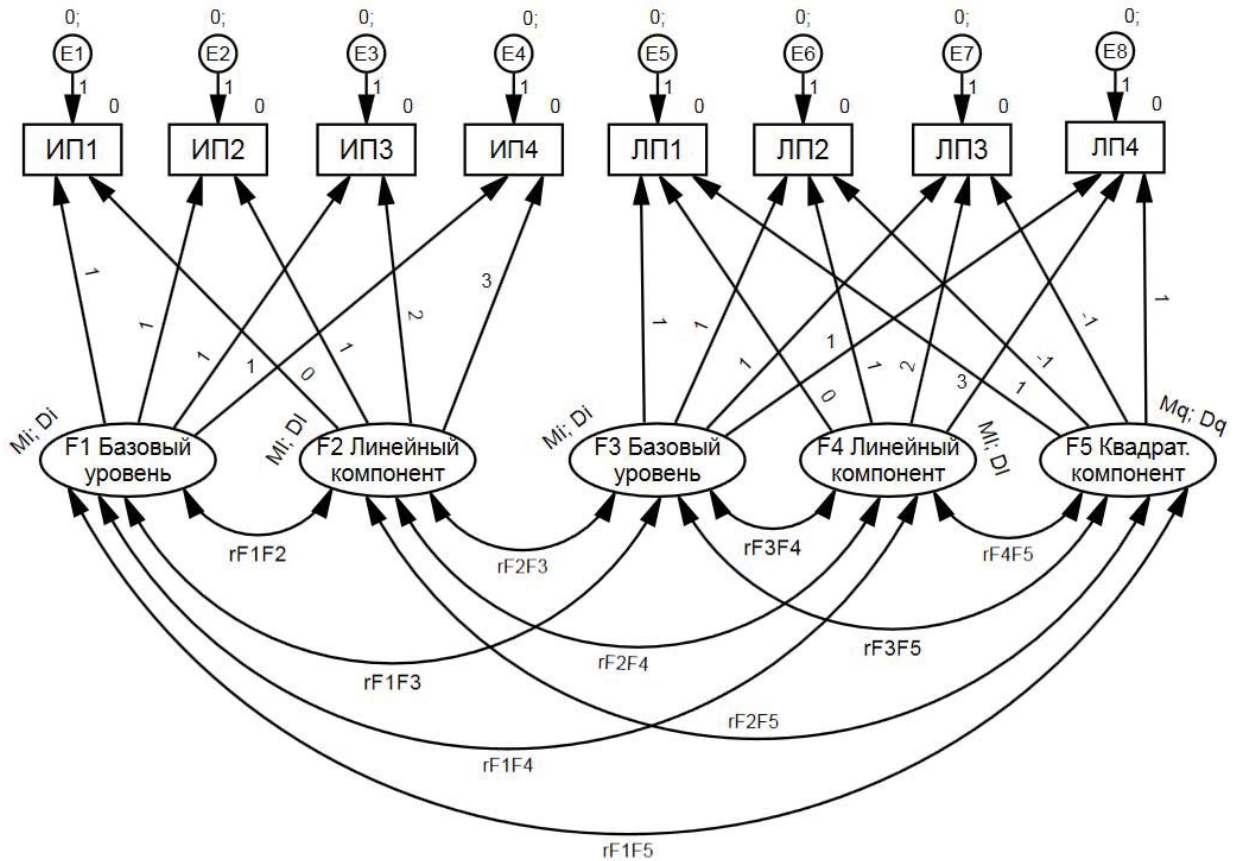 0; 0; 0; 0; 0; 0; 0; 0;
E1 E2 E3 E4 E5 E6 E7 E8
1 1 1 1 1 1 1 1
0 0 0 0 0 0 0 0
ИП1 ИП2 ИП3 ИП4 ЛП1 ЛП2 ЛП3 ЛП4
1 1 1 1 0 1 2 3
1 1 1 1 0 1 2 3 1 -1 -1 1
Mi; Di Ml; Dl Mi; Di Ml; Dl Mq; Dq
F1 Базовый
уровень
F2 Линейный
компонент
F3 Базовый
уровень
F4 Линейный
компонент
F5 Квадрат.
компонент
rF1F2
rF2F3
rF3F4
rF4F5
rF1F3
rF2F4
rF3F5
rF1F4
rF2F5
rF1F5